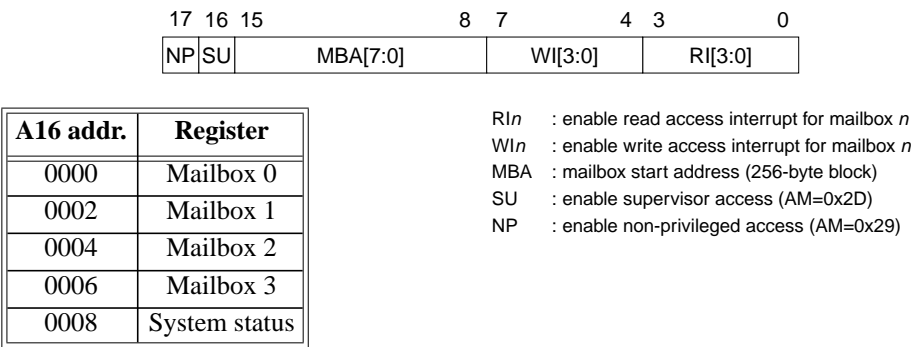 17 16 15 8 7 4 3 0
NP SU MBA[7:0] WI[3:0] RI[3:0]
A16 addr. Register
0000 Mailbox 0
0002 Mailbox 1
0004 Mailbox 2
0006 Mailbox 3
0008 System status
RIn : enable read access interrupt for mailbox n
WIn : enable write access interrupt for mailbox n
MBA : mailbox start address (256-byte block)
SU : enable supervisor access (AM=0x2D)
NP : enable non-privileged access (AM=0x29)